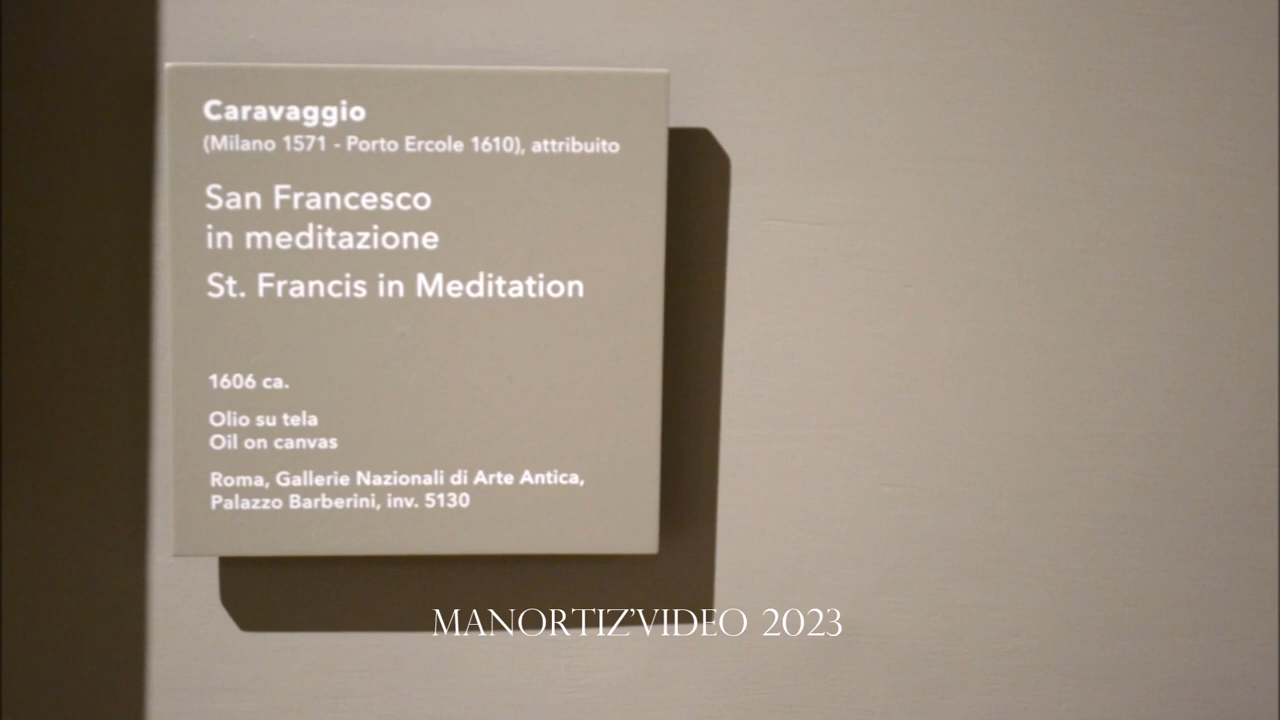 Caravaggio
(Milano 1571 - Porto Ercole 1610), attribuito
San Francesco
in meditazione
St. Francis in Meditation
1606 ca.
Olio su tela
Oil on canvas
Roma, Gallerie Nazionali di Arte Antica,
Palazzo Barberini, inv. 5130
MANORTIZ'VIDEO 2023